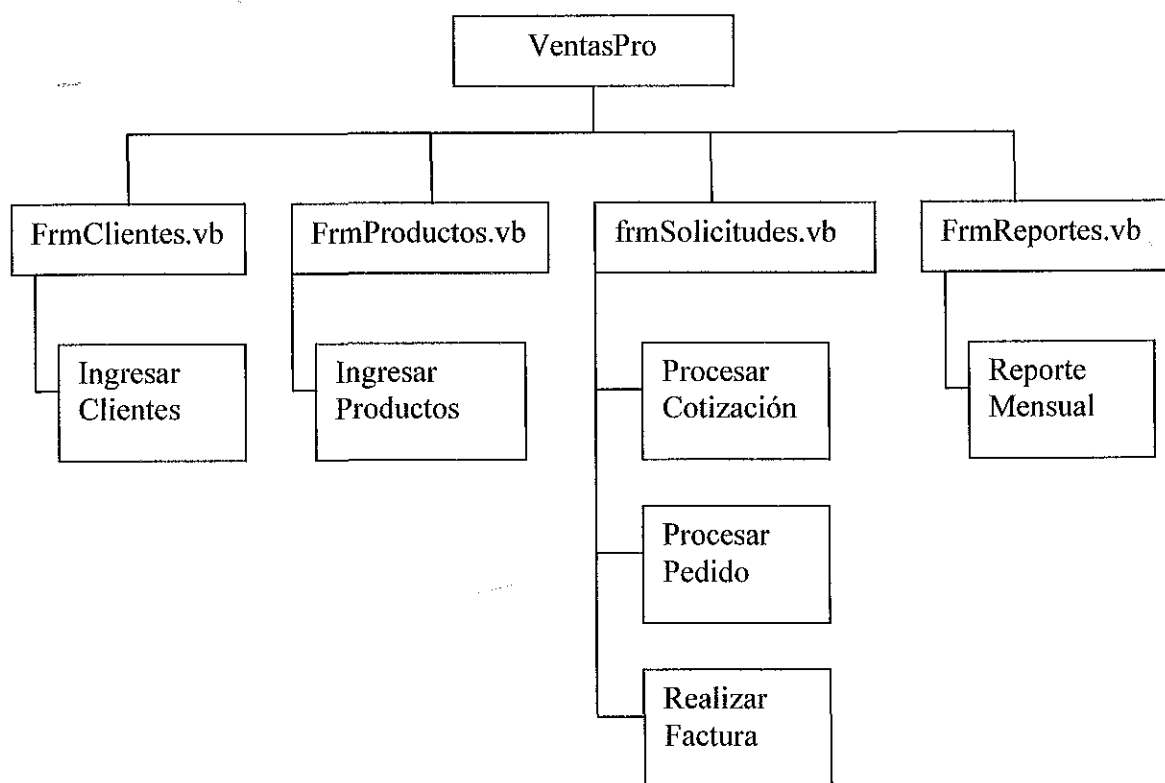 VentasPro
FrmClientes.vb
FrmProductos.vb
frmSolicitudes.vb
FrmReportes.vb
Ingresar
Clientes
Ingresar
Productos
Procesar
Cotización
Reporte
Mensual
Procesar
Pedido
Realizar
Factura